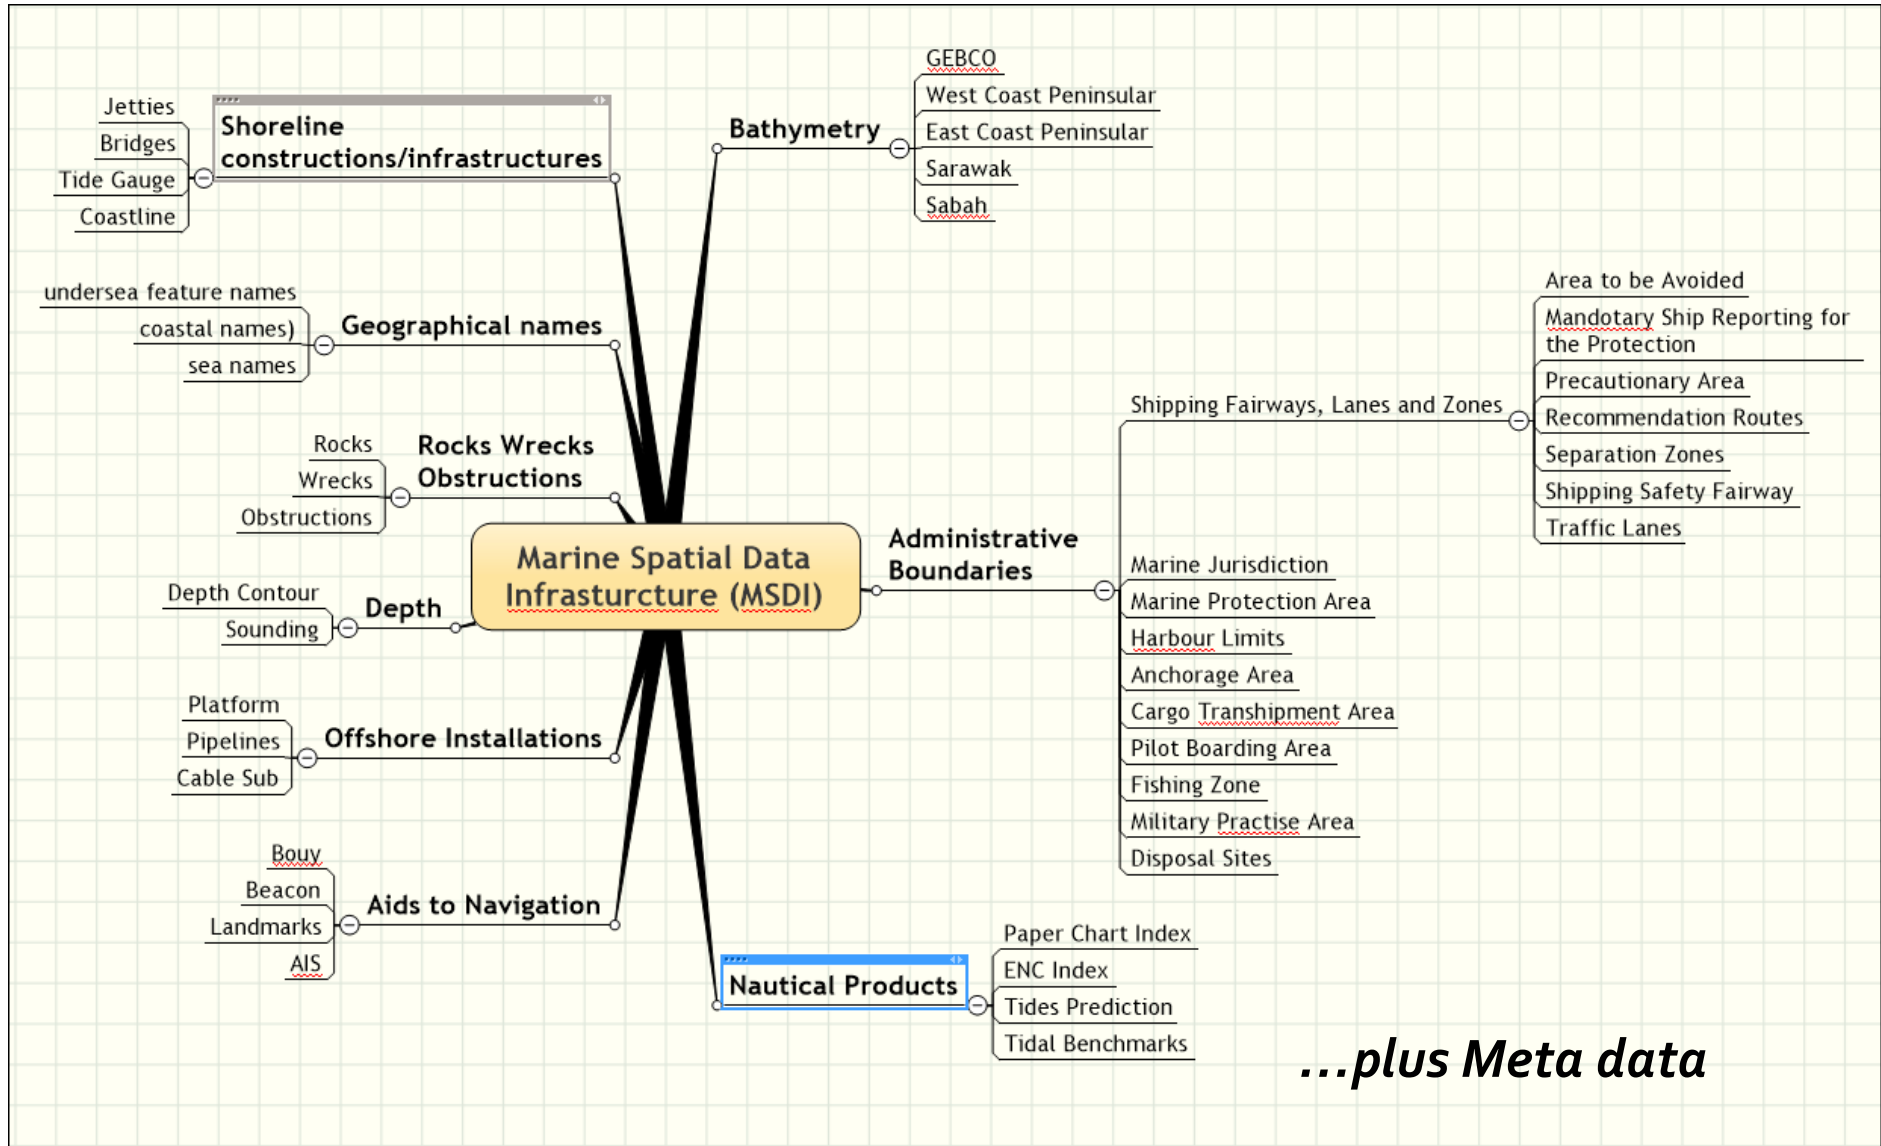 Marine Spatial Data
Infrasturcture (MSDI)
Shoreline
constructions/infrastructures
Jetties
Bridges
Tide Gauge
Coastline
Geographical names
undersea feature names
coastal names)
sea names
Rocks Wrecks
Obstructions
Rocks
Wrecks
Obstructions
Depth
Depth Contour
Sounding
Offshore Installations
Platform
Pipelines
Cable Sub
Aids to Navigation
Bouy
Beacon
Landmarks
AIS
Bathymetry
GEBCO
West Coast Peninsular
East Coast Peninsular
Sarawak
Sabah
Administrative
Boundaries
Shipping Fairways, Lanes and Zones
Area to be Avoided
Mandotary Ship Reporting for
the Protection
Precautionary Area
Recommendation Routes
Separation Zones
Shipping Safety Fairway
Traffic Lanes
Marine Jurisdiction
Marine Protection Area
Harbour Limits
Anchorage Area
Cargo Transhipment Area
Pilot Boarding Area
Fishing Zone
Military Practise Area
Disposal Sites
Nautical Products
Paper Chart Index
ENC Index
Tides Prediction
Tidal Benchmarks
...plus Meta data